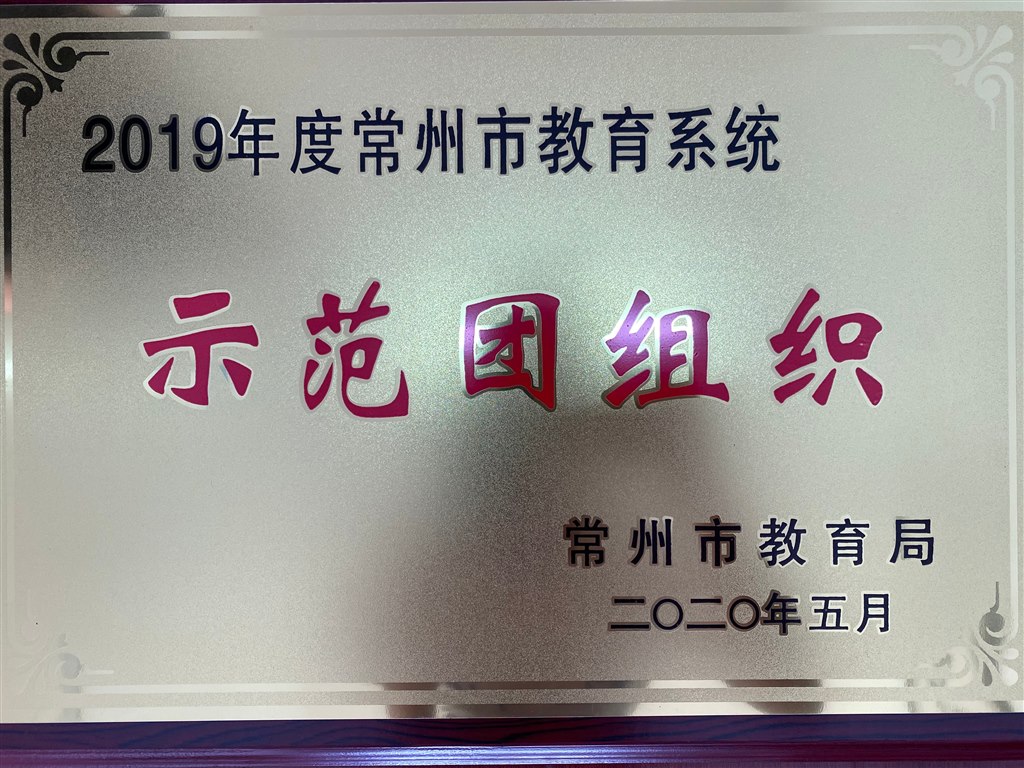 2019年度常州市教育系统
示范团组织
常州市教育局
二〇二〇年五月